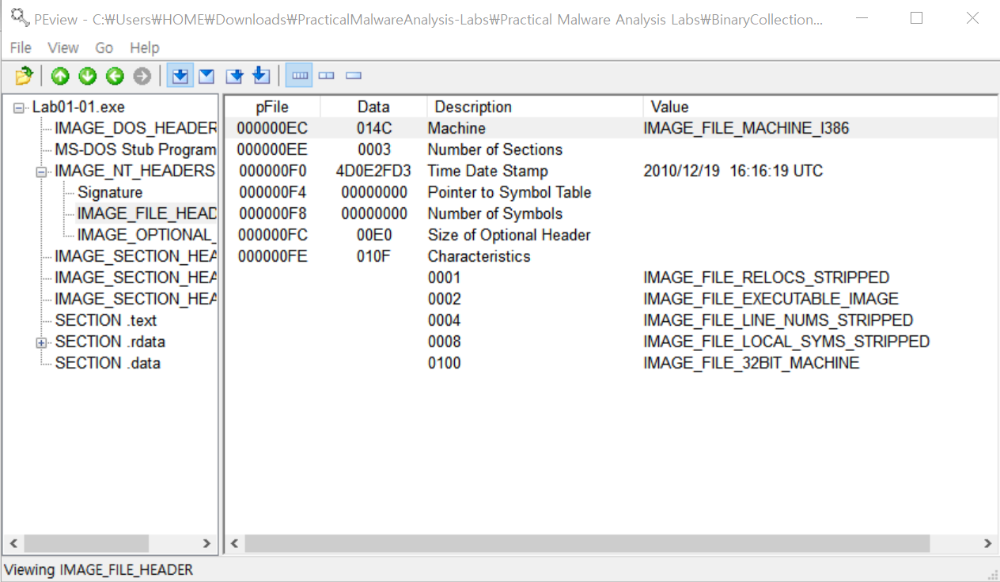 PEview - C:₩Users₩HOME₩Downloads₩PracticalMalwareAnalysis-Labs₩Practical Malware Analysis Labs₩BinaryCollection...
File View Go Help
Lab01-01.exe
IMAGE_DOS_HEADER
MS-DOS Stub Program
IMAGE_NT_HEADERS
Signature
IMAGE_FILE_HEAD
IMAGE_OPTIONAL_
IMAGE_SECTION_HEA
IMAGE_SECTION_HEA
IMAGE_SECTION_HEA
SECTION .text
SECTION .rdata
SECTION .data
pFile Data Description Value
000000EC 014C Machine IMAGE_FILE_MACHINE_I386
000000EE 0003 Number of Sections
000000F0 4D0E2FD3 Time Date Stamp 2010/12/19 16:16:19 UTC
000000F4 00000000 Pointer to Symbol Table
000000F8 00000000 Number of Symbols
000000FC 00E0 Size of Optional Header
000000FE 010F Characteristics
0001 IMAGE_FILE_RELOCS_STRIPPED
0002 IMAGE_FILE_EXECUTABLE_IMAGE
0004 IMAGE_FILE_LINE_NUMS_STRIPPED
0008 IMAGE_FILE_LOCAL_SYMS_STRIPPED
0100 IMAGE_FILE_32BIT_MACHINE
Viewing IMAGE_FILE_HEADER